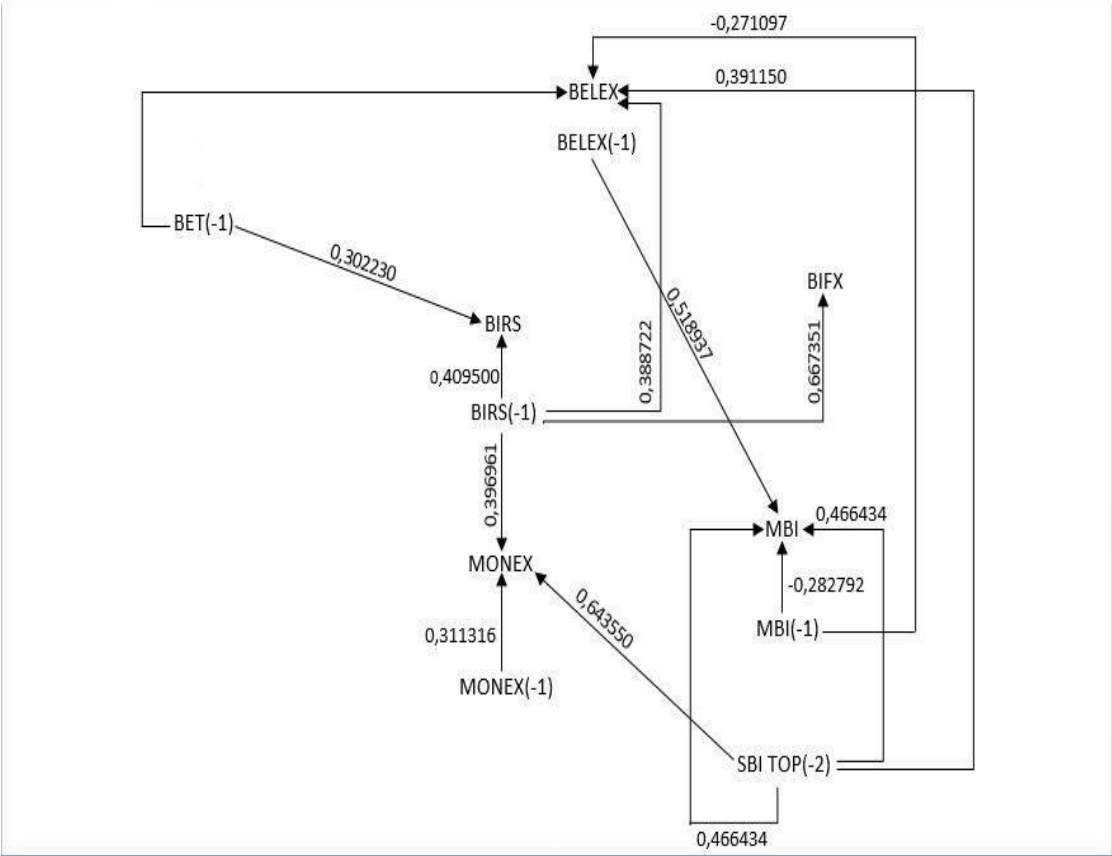 -0,271097
0,391150
BELEX
BELEX(-1)
BET(-1)
0,302230
BIFX
0,518937
BIRS
0,388722
0,667351
0,409500
BIRS(-1)
0,396961
0,466434
MBI
MONEX
-0,282792
0,643550
MBI(-1)
0,311316
MONEX(-1)
SBI TOP(-2)
0,466434